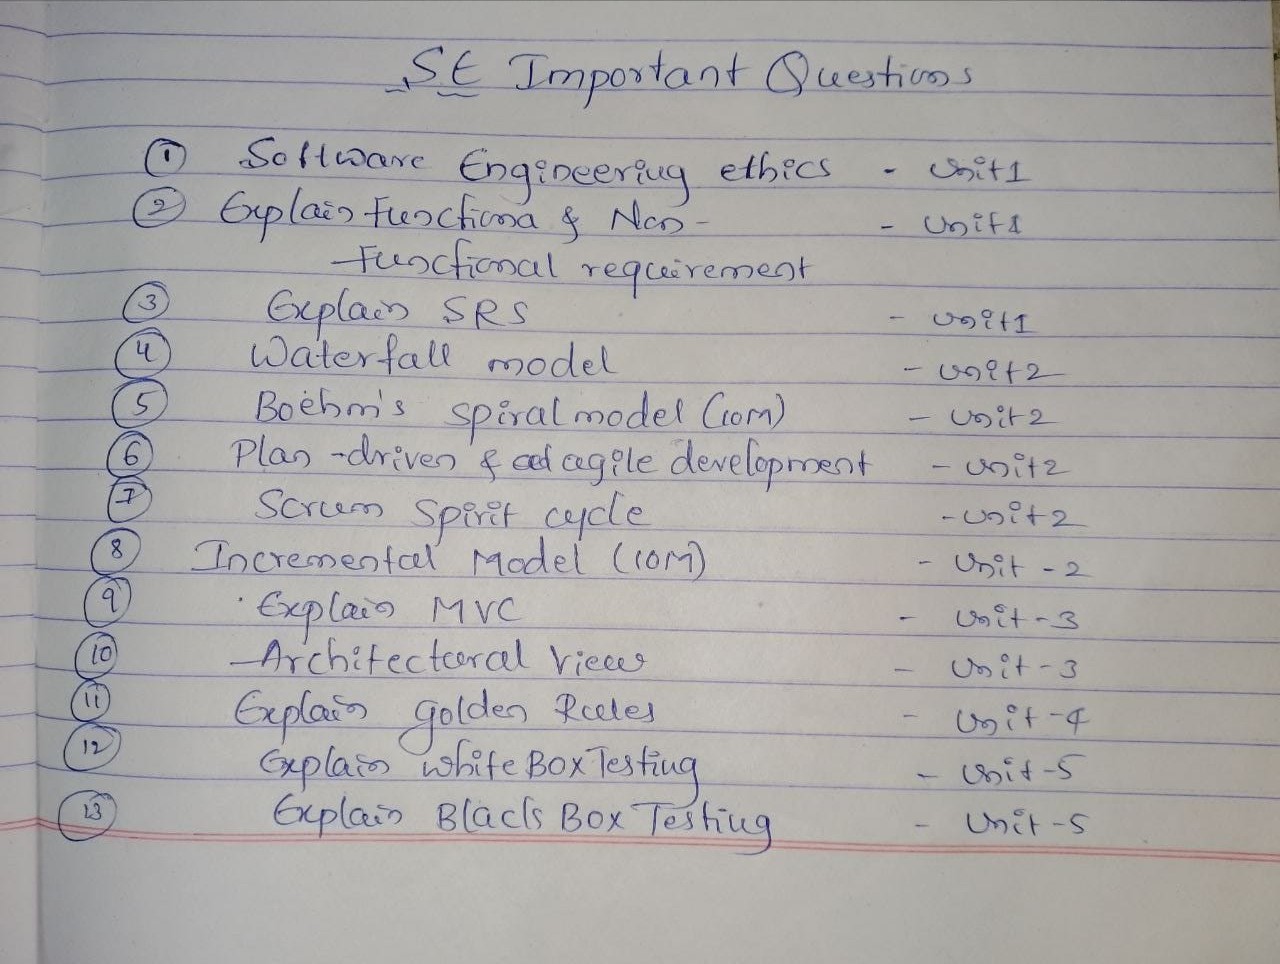 SE Important Questions
① Software Engineering ethics - Unit1
② Explain Functiona & Non- - Unit1
Functional requirement
③ Explain SRS - Unit1
④ Waterfall model - Unit2
⑤ Boehm's spiral model (10M) - Unit2
⑥ Plan-driven & agile development - Unit2
⑦ Scrum Spirit cycle - Unit2
⑧ Incremental Model (10M) - Unit-2
⑨ Explain MVC - Unit-3
⑩ Architectural View - Unit-3
⑪ Explain golden Rules - Unit-4
⑫ Explain White Box Testing - Unit-5
⑬ Explain Black Box Testing - Unit-5